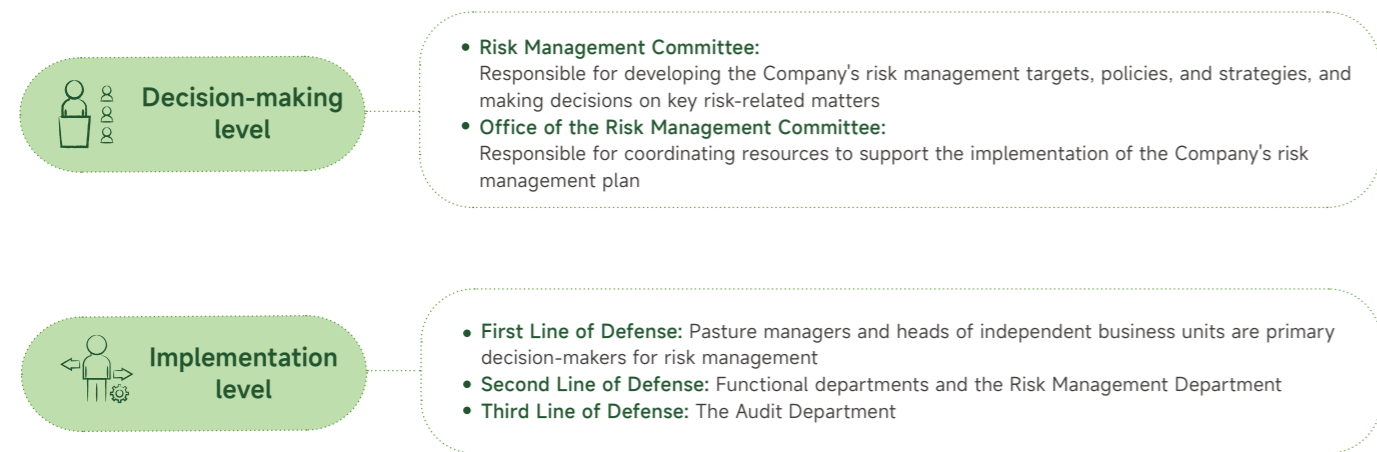 Decision-making
level
• Risk Management Committee:
Responsible for developing the Company's risk management targets, policies, and strategies, and
making decisions on key risk-related matters
• Office of the Risk Management Committee:
Responsible for coordinating resources to support the implementation of the Company's risk
management plan
Implementation
level
• First Line of Defense: Pasture managers and heads of independent business units are primary
decision-makers for risk management
• Second Line of Defense: Functional departments and the Risk Management Department
• Third Line of Defense: The Audit Department